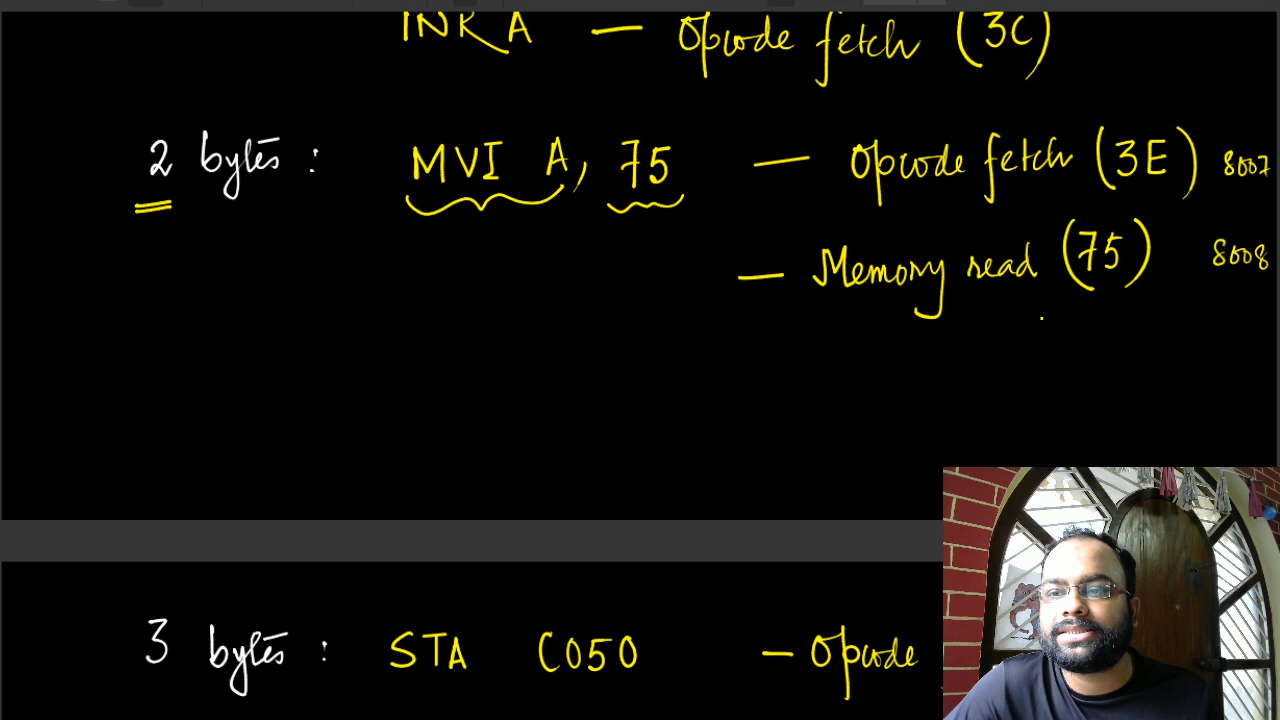 INR A — Opcode fetch (3C)
2 bytes : MVI A, 75 — Opcode fetch (3E) 8007
— Memory read (75) 8008
3 bytes : STA C050 — Opcode